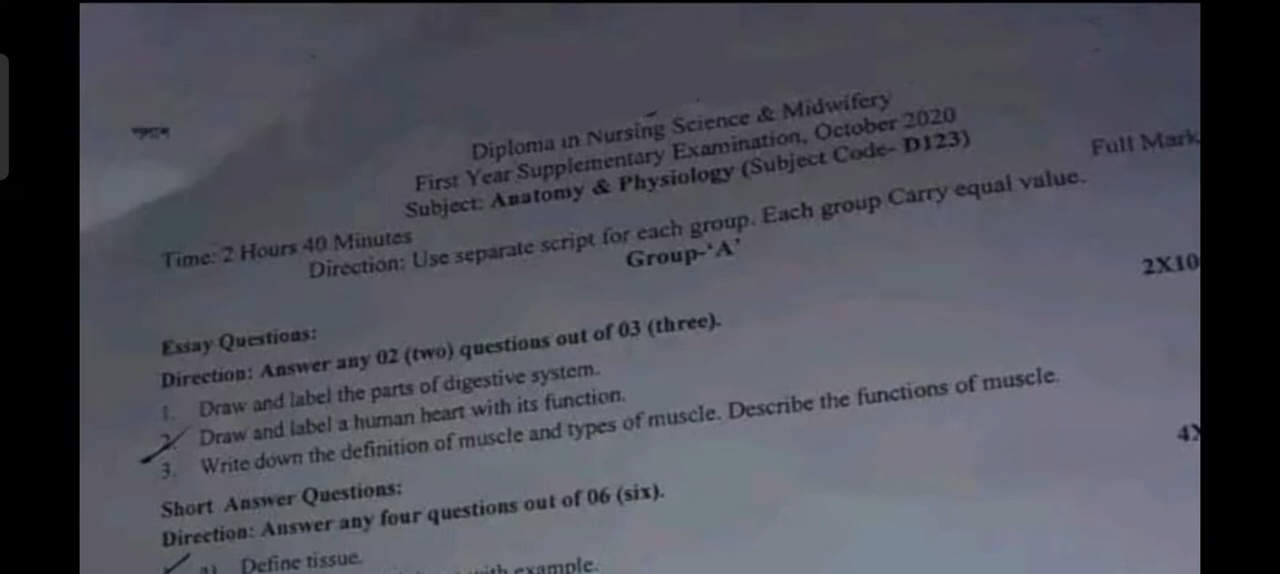 Diploma in Nursing Science & Midwifery
First Year Supplementary Examination, October 2020
Subject: Anatomy & Physiology (Subject Code- D123)
Full Mark
Time: 2 Hours 40 Minutes
Direction: Use separate script for each group. Each group Carry equal value.
Group-'A'
2X10
Essay Questions:
Direction: Answer any 02 (two) questions out of 03 (three).
1. Draw and label the parts of digestive system.
2. Draw and label a human heart with its function.
3. Write down the definition of muscle and types of muscle. Describe the functions of muscle.
4X
Short Answer Questions:
Direction: Answer any four questions out of 06 (six).
a) Define tissue.
with example.